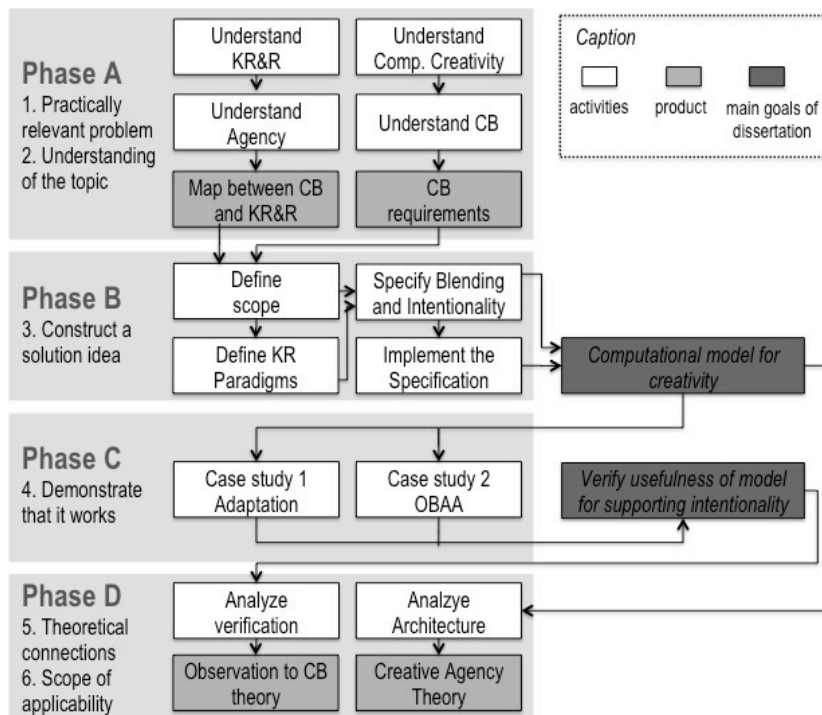 Phase A
1. Practically
relevant problem
2. Understanding
of the topic
Understand
KR&R
Understand
Comp. Creativity
Understand
Agency
Understand CB
Map between CB
and KR&R
CB
requirements
Caption
activities
product
main goals of
dissertation
Phase B
3. Construct a
solution idea
Define
scope
Specify Blending
and Intentionality
Define KR
Paradigms
Implement the
Specification
Computational model for
creativity
Phase C
4. Demonstrate
that it works
Case study 1
Adaptation
Case study 2
OBAA
Verify usefulness of model
for supporting intentionality
Phase D
5. Theoretical
connections
6. Scope of
applicability
Analyze
verification
Analzye
Architecture
Observation to CB
theory
Creative Agency
Theory